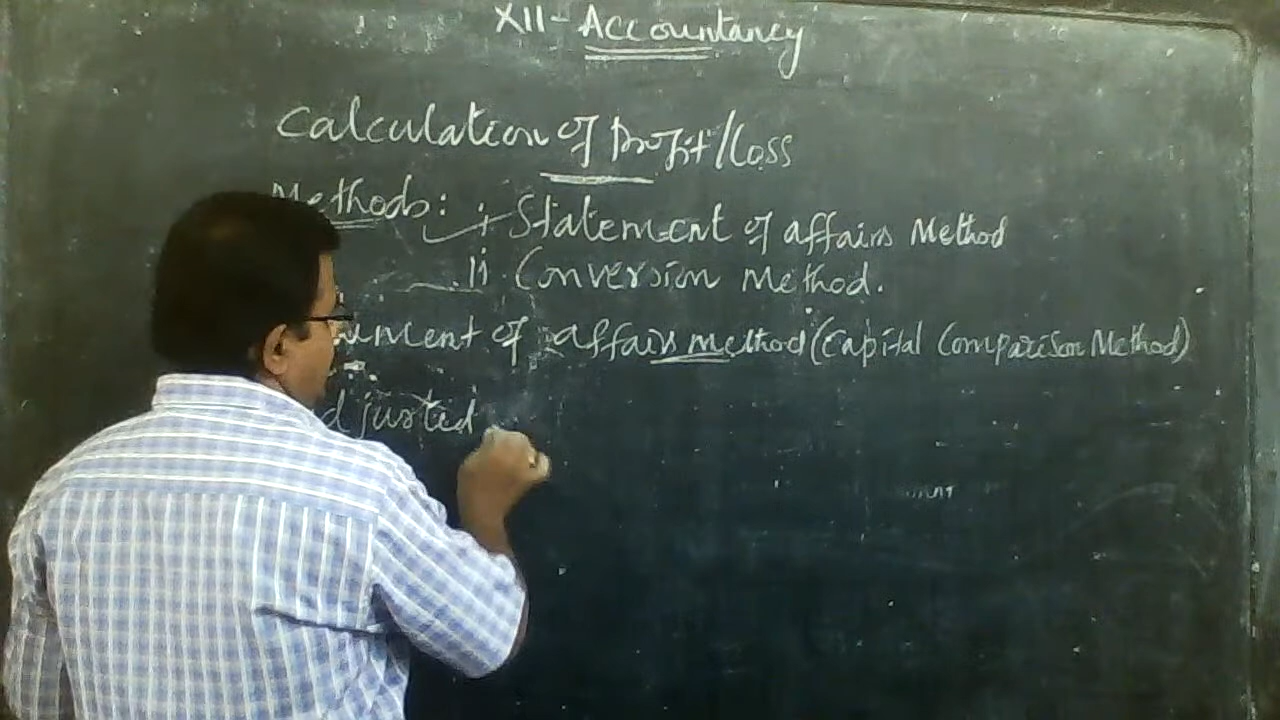 XII - Accountancy
Calculation of Profit/Loss
Methods: i Statement of affairs Method
ii. Conversion Method.
ement of affairs method (Capital Comparison Method)
djusted